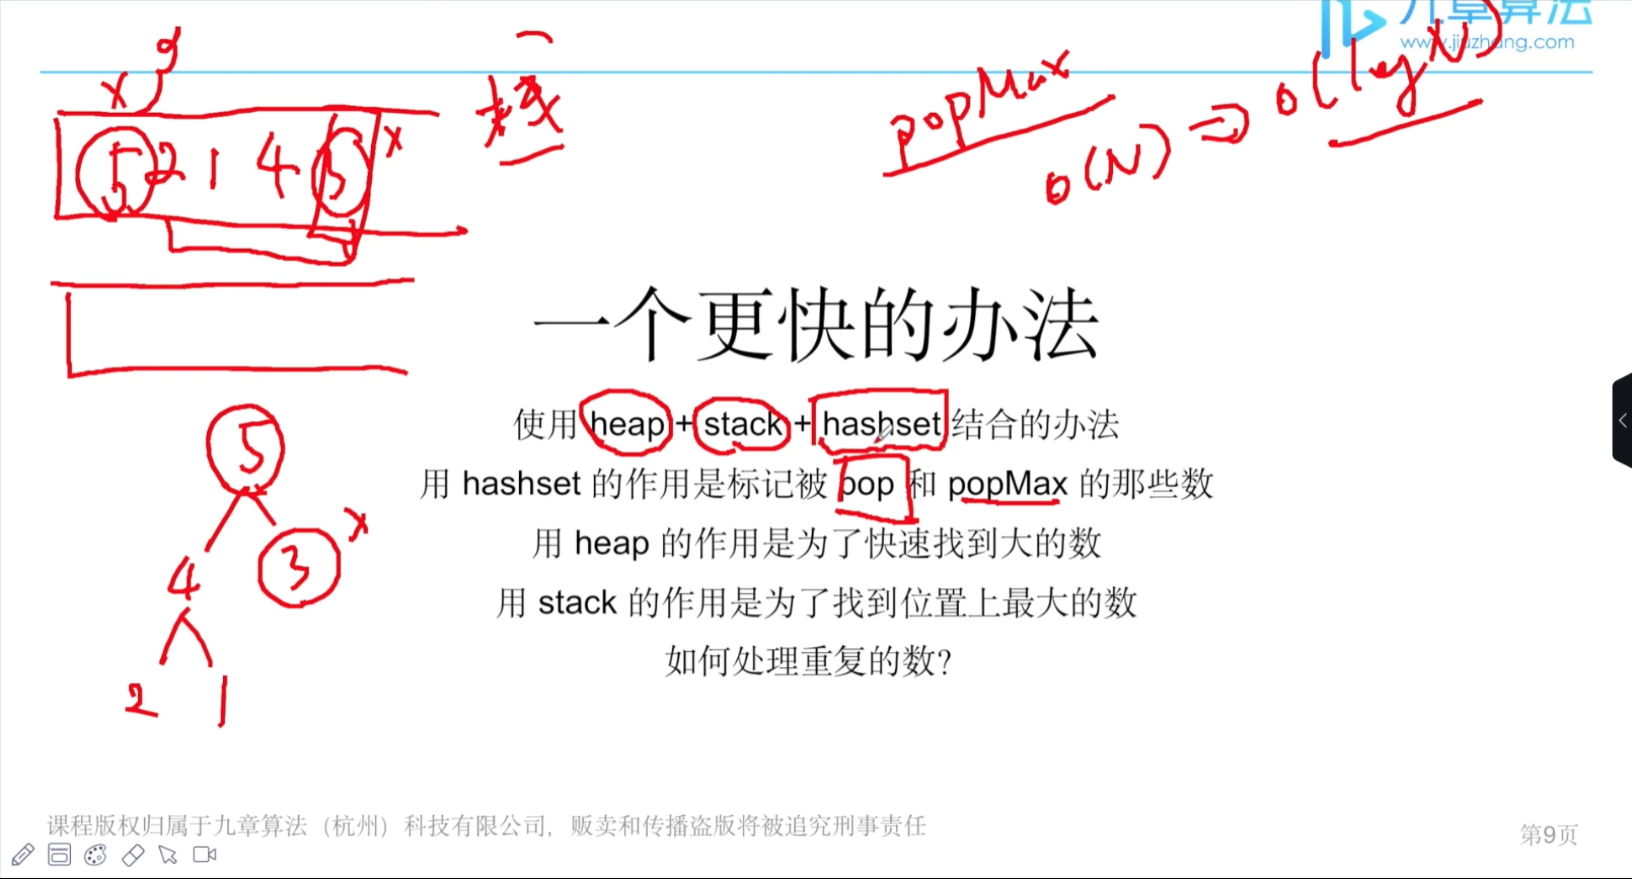 九章算法
www.jiuzhang.com
popMax
O(N) => O(logN)
栈
x
x
5 2 1 4
一个更快的办法
使用 heap + stack + hashset 结合的办法
用 hashset 的作用是标记被 pop 和 popMax 的那些数
用 heap 的作用是为了快速找到大的数
用 stack 的作用是为了找到位置上最大的数
如何处理重复的数？
5
4 3 x
2 1
课程版权归属于九章算法（杭州）科技有限公司，贩卖和传播盗版将被追究刑事责任
第9页